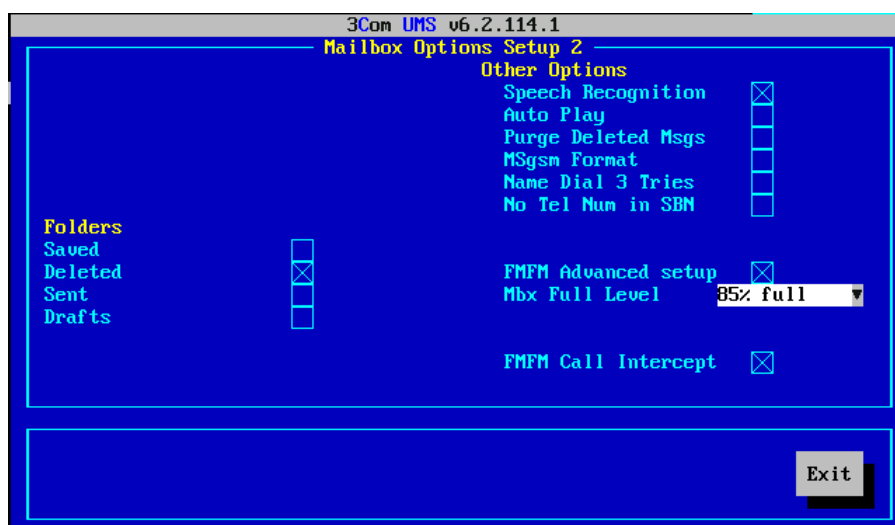 3Com UMS v6.2.114.1
Mailbox Options Setup 2
Other Options
Speech Recognition
Auto Play
Purge Deleted Msgs
MSgsm Format
Name Dial 3 Tries
No Tel Num in SBN
Folders
Saved
Deleted
Sent
Drafts
FMFM Advanced setup
Mbx Full Level 85% full
FMFM Call Intercept
Exit